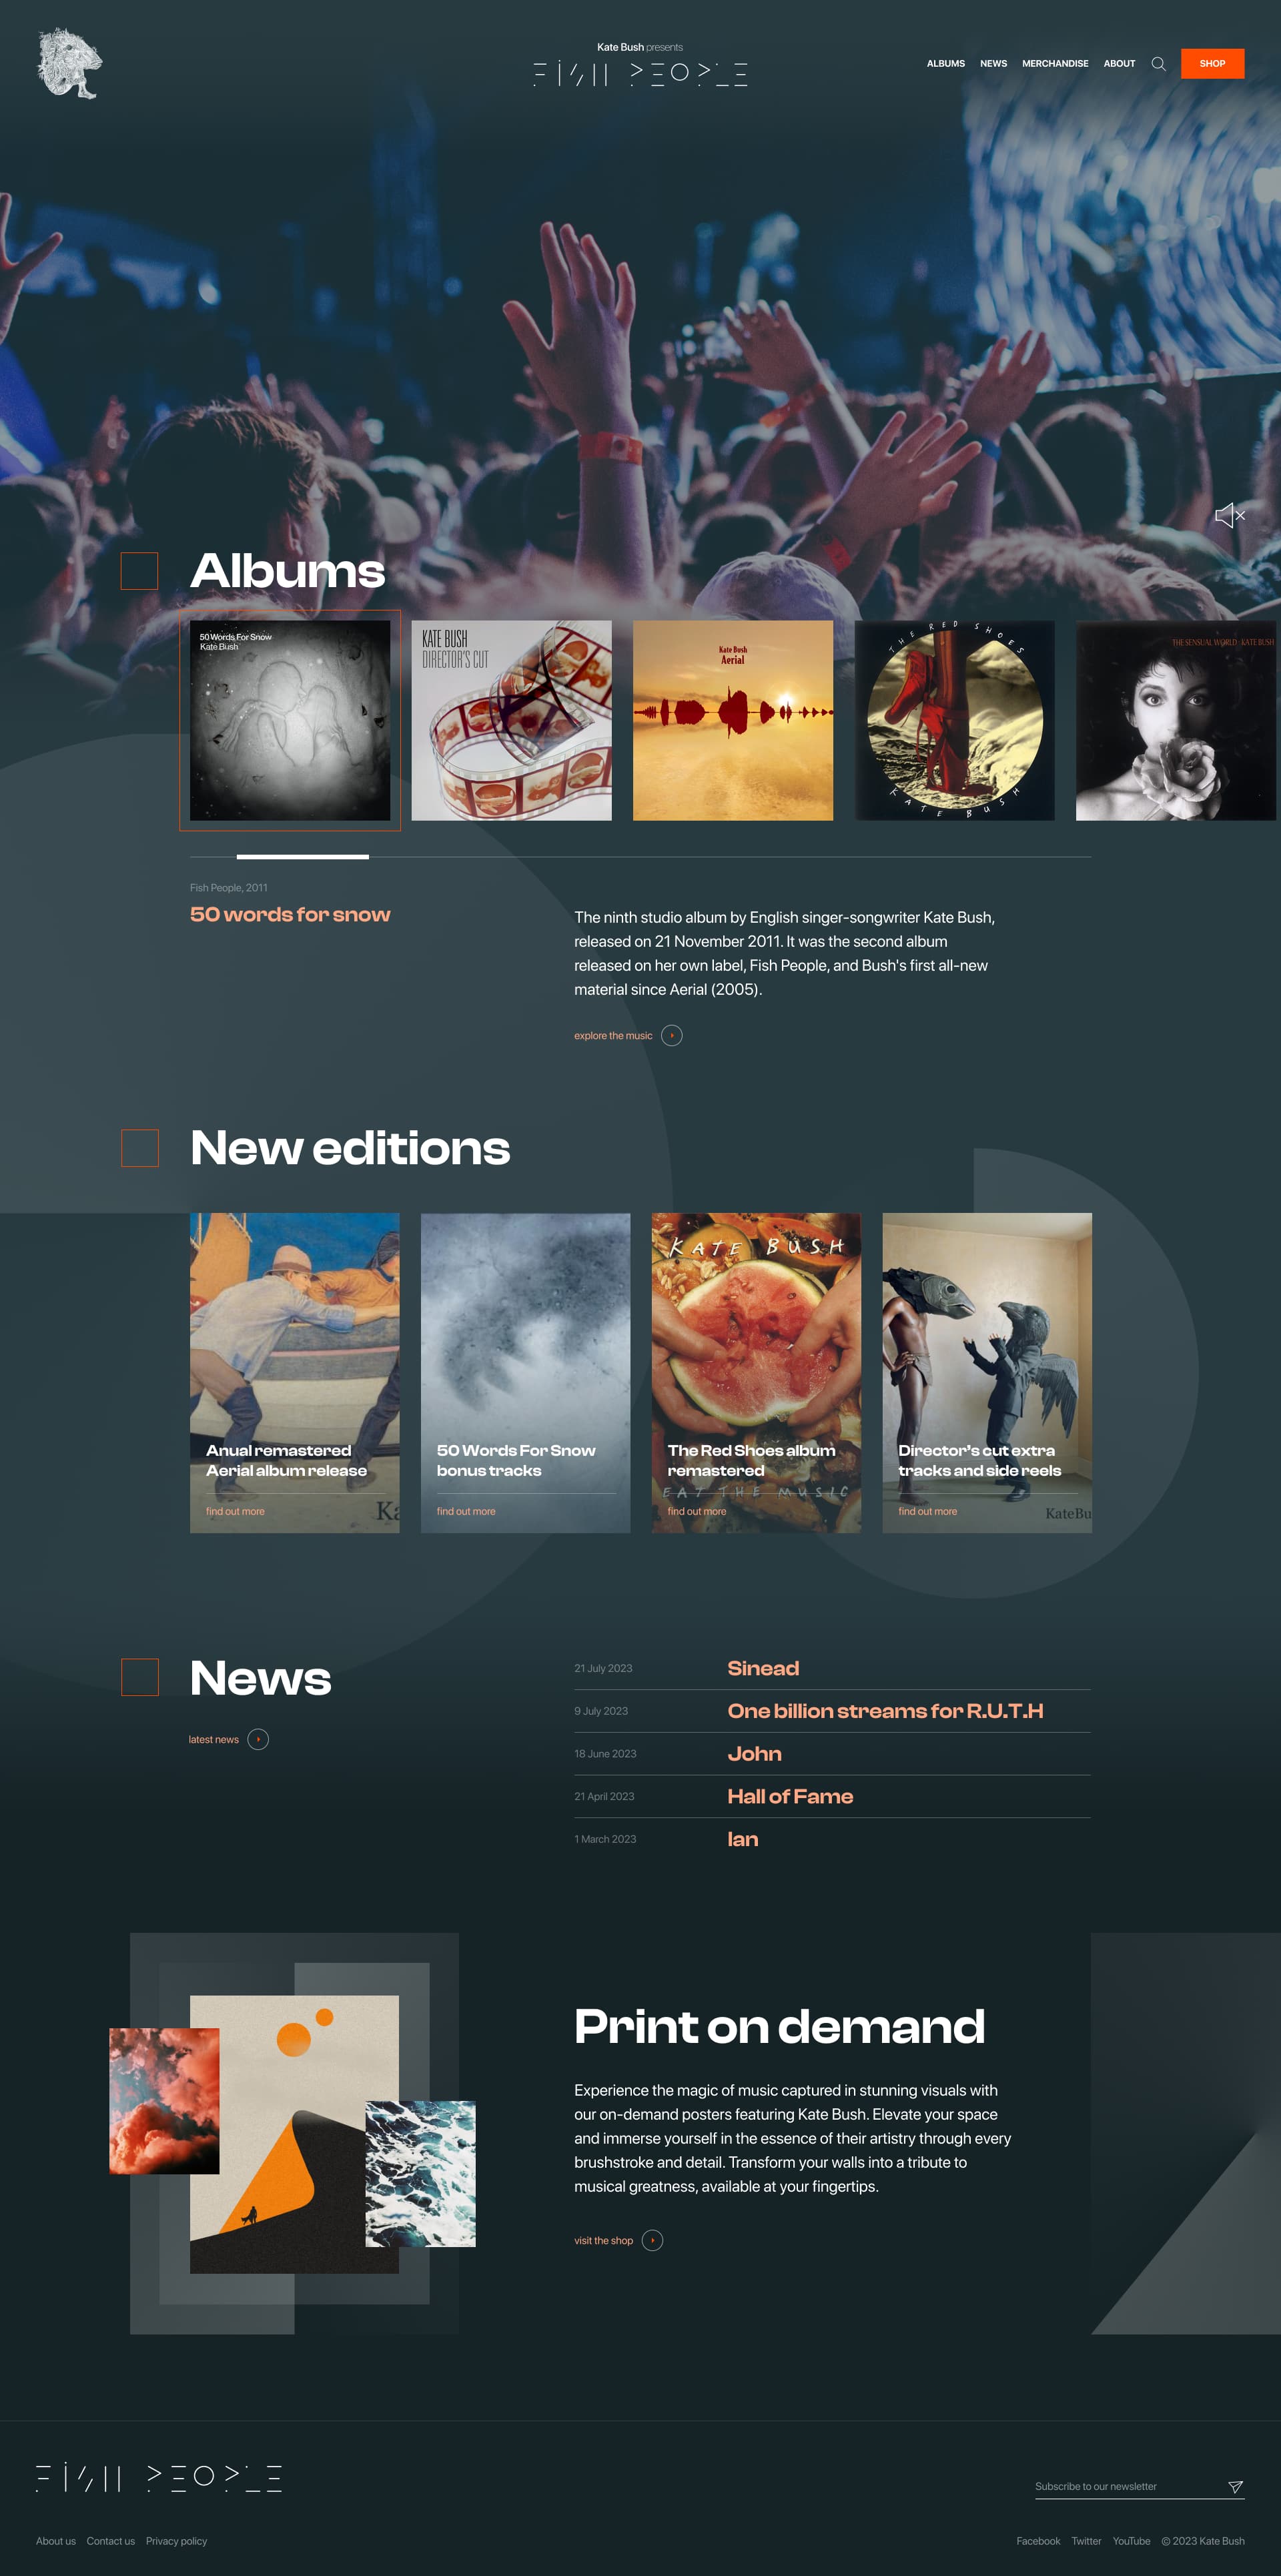 Kate Bush presents
FISH PEOPLE
ALBUMS NEWS MERCHANDISE ABOUT SHOP
Albums
50 Words For Snow
Kate Bush
KATE BUSH
DIRECTOR'S CUT
Kate Bush
Aerial
THE RED SHOES
KATE BUSH
THE SENSUAL WORLD KATE BUSH
Fish People, 2011
50 words for snow
The ninth studio album by English singer-songwriter Kate Bush,
released on 21 November 2011. It was the second album
released on her own label, Fish People, and Bush's first all-new
material since Aerial (2005).
explore the music
New editions
Anual remastered
Aerial album release
find out more
Ka
50 Words For Snow
bonus tracks
find out more
KATE BUSH
The Red Shoes album
remastered
EAT THE MUSIC
find out more
Director's cut extra
tracks and side reels
find out more
KateBu
News
latest news
21 July 2023 Sinead
9 July 2023 One billion streams for R.U.T.H
18 June 2023 John
21 April 2023 Hall of Fame
1 March 2023 Ian
Print on demand
Experience the magic of music captured in stunning visuals with
our on-demand posters featuring Kate Bush. Elevate your space
and immerse yourself in the essence of their artistry through every
brushstroke and detail. Transform your walls into a tribute to
musical greatness, available at your fingertips.
visit the shop
FISH PEOPLE
Subscribe to our newsletter
About us Contact us Privacy policy
Facebook Twitter YouTube © 2023 Kate Bush